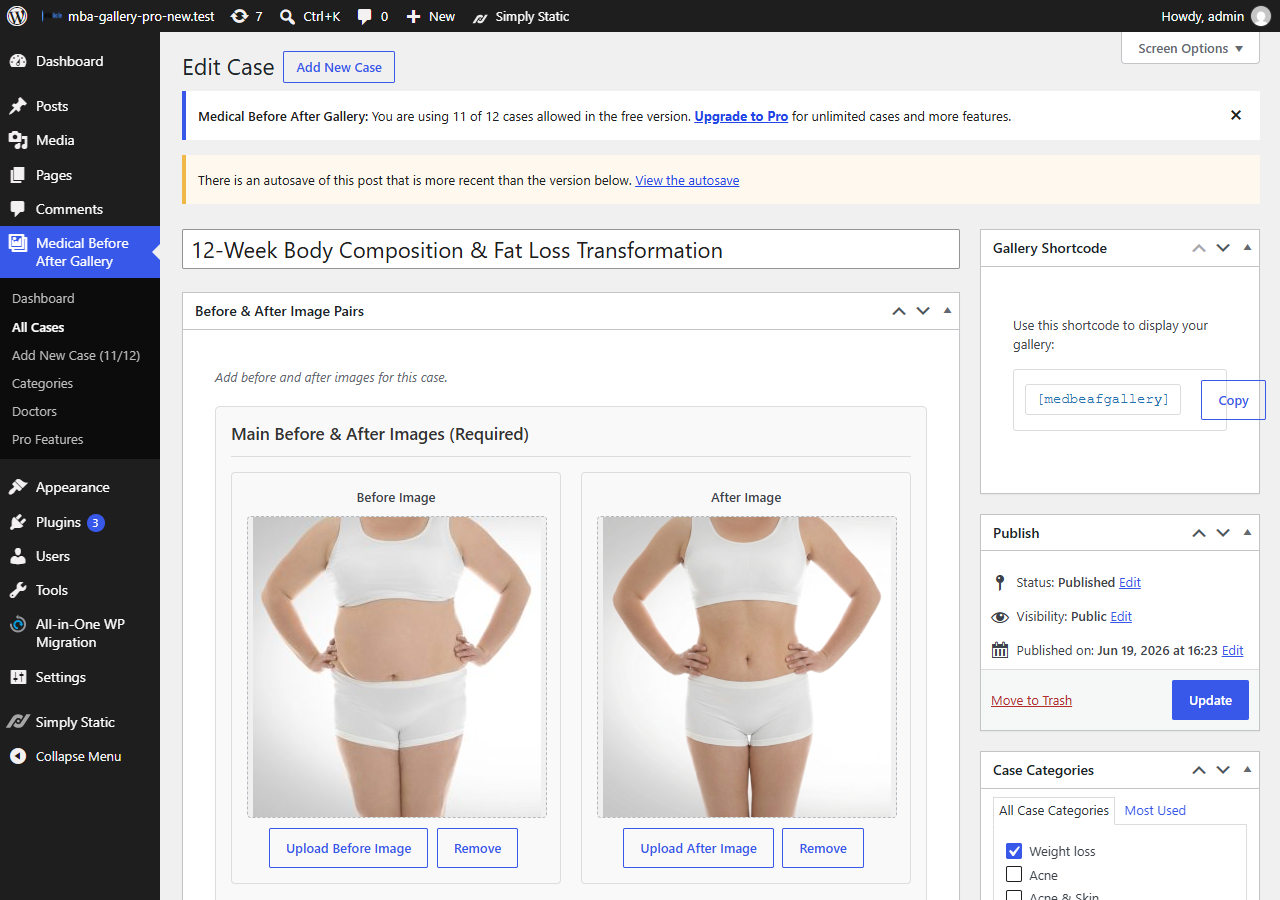 mba-gallery-pro-new.test
7
Ctrl+K
0
New
Simply Static
Howdy, admin
Dashboard
Posts
Media
Pages
Comments
Medical Before
After Gallery
Dashboard
All Cases
Add New Case (11/12)
Categories
Doctors
Pro Features
Appearance
Plugins 3
Users
Tools
All-in-One WP
Migration
Settings
Simply Static
Collapse Menu
Screen Options
Edit Case
Add New Case
Medical Before After Gallery: You are using 11 of 12 cases allowed in the free version. Upgrade to Pro for unlimited cases and more features.
There is an autosave of this post that is more recent than the version below. View the autosave
12-Week Body Composition & Fat Loss Transformation
Before & After Image Pairs
Add before and after images for this case.
Main Before & After Images (Required)
Before Image
After Image
Upload Before Image
Remove
Upload After Image
Remove
Gallery Shortcode
Use this shortcode to display your
gallery:
[medbeafgallery]
Copy
Publish
Status: Published Edit
Visibility: Public Edit
Published on: Jun 19, 2026 at 16:23 Edit
Move to Trash
Update
Case Categories
All Case Categories
Most Used
Weight loss
Acne
Acne & Skin